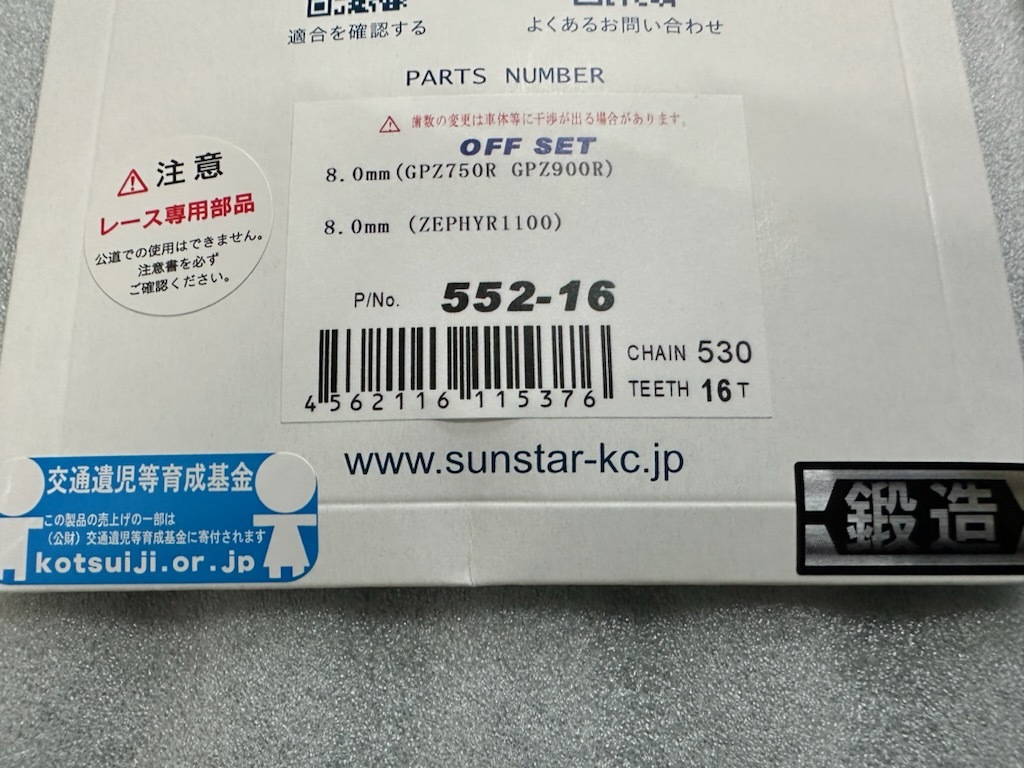 適合を確認する
よくあるお問い合わせ
PARTS NUMBER
歯数の変更は車体等に干渉が出る場合があります。
OFF SET
8.0mm(GPZ750R GPZ900R)
8.0mm (ZEPHYR1100)
P/No. 552-16
4562116115376
CHAIN 530
TEETH 16T
注意
レース専用部品
公道での使用はできません。
注意書を必ず
ご確認ください。
www.sunstar-kc.jp
交通遺児等育成基金
この製品の売上げの一部は
(公財)交通遺児等育成基金に寄付されます
kotsuiji.or.jp
鍛造